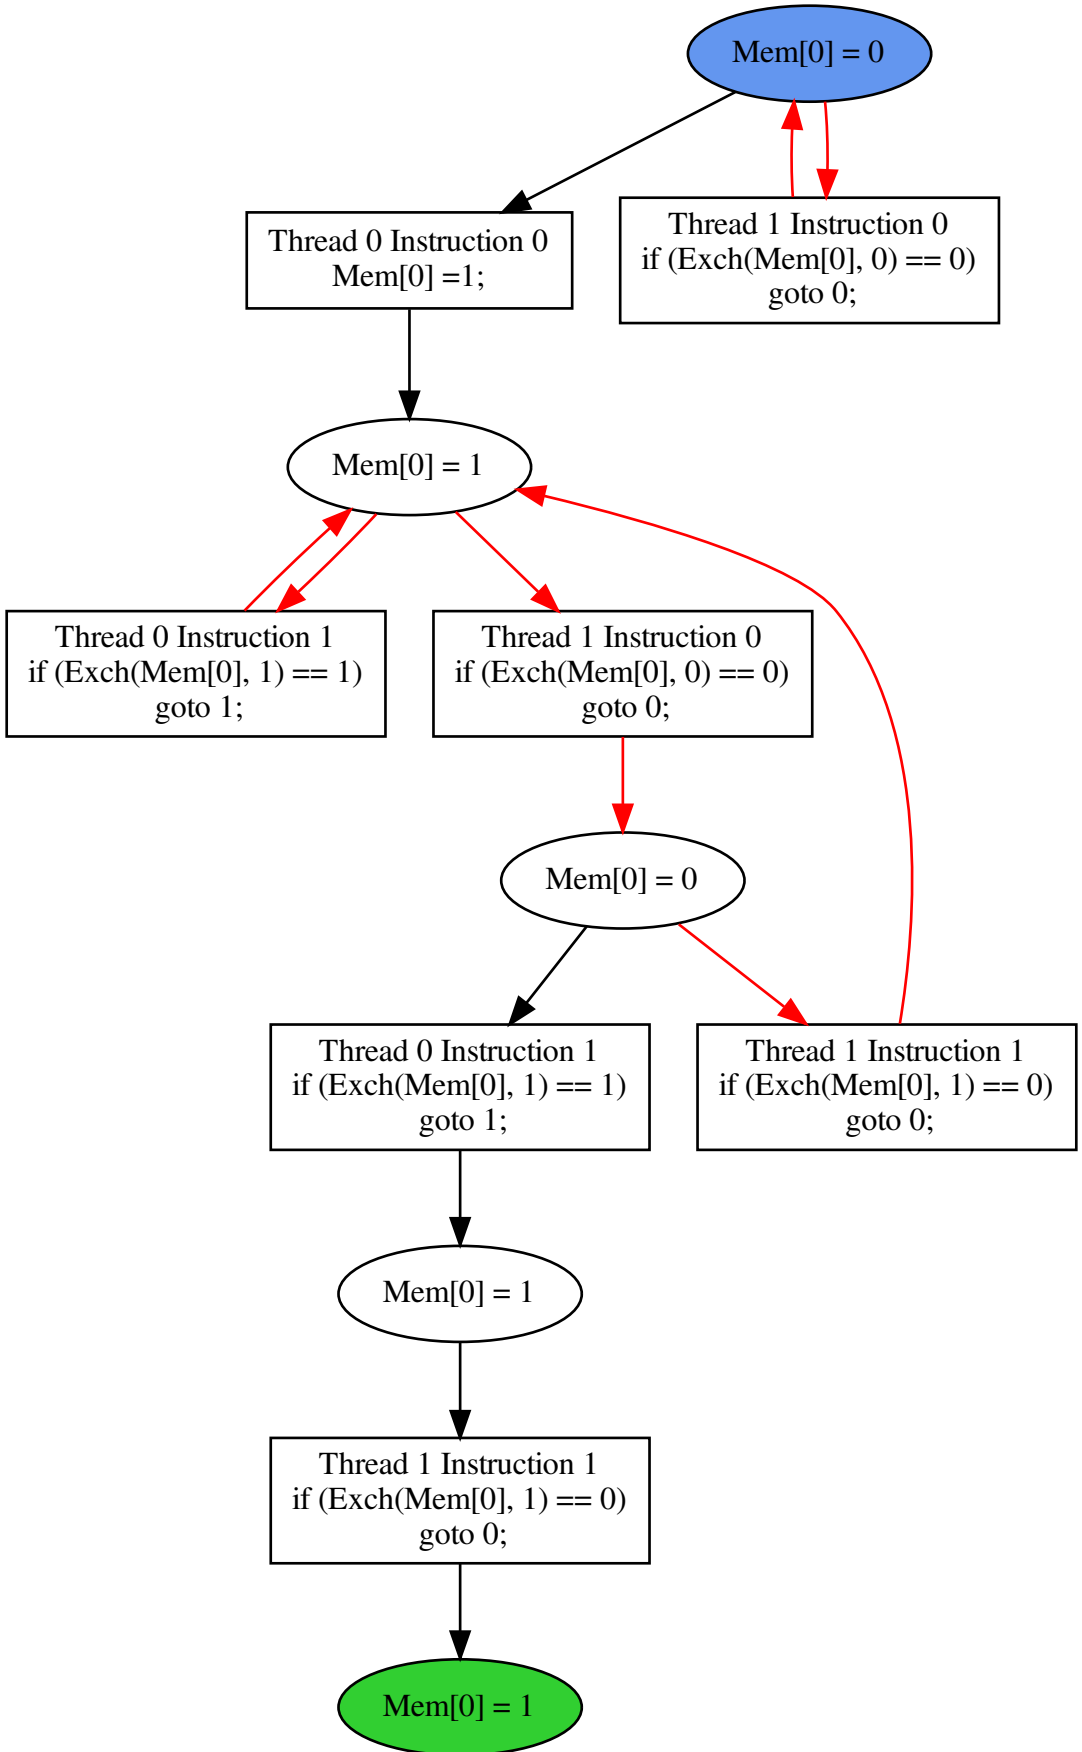 Mem[0] = 0
Thread 0 Instruction 0
Mem[0] =1;
Thread 1 Instruction 0
if (Exch(Mem[0], 0) == 0)
goto 0;
Mem[0] = 1
Thread 0 Instruction 1
if (Exch(Mem[0], 1) == 1)
goto 1;
Thread 1 Instruction 0
if (Exch(Mem[0], 0) == 0)
goto 0;
Mem[0] = 0
Thread 0 Instruction 1
if (Exch(Mem[0], 1) == 1)
goto 1;
Thread 1 Instruction 1
if (Exch(Mem[0], 1) == 0)
goto 0;
Mem[0] = 1
Thread 1 Instruction 1
if (Exch(Mem[0], 1) == 0)
goto 0;
Mem[0] = 1